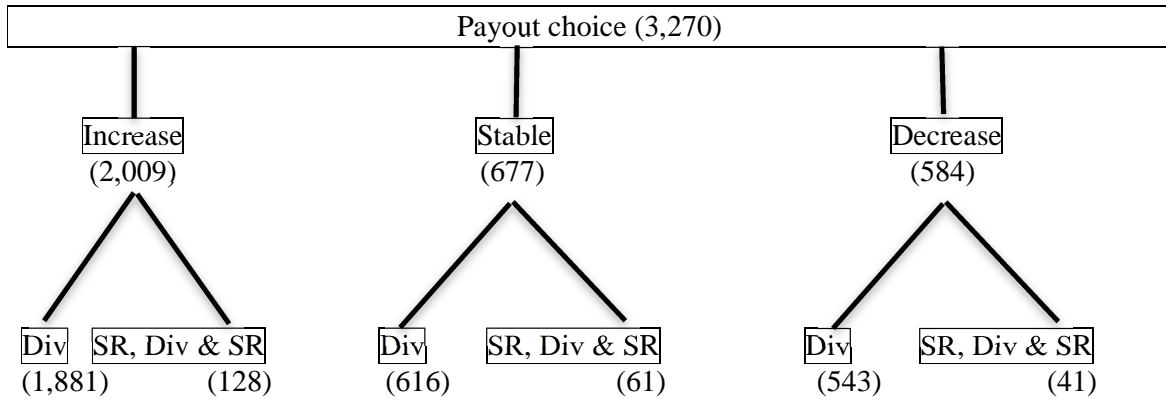 Payout choice (3,270)
Increase Stable Decrease
(2,009) (677) (584)
Div SR, Div & SR Div SR, Div & SR Div SR, Div & SR
(1,881) (128) (616) (61) (543) (41)